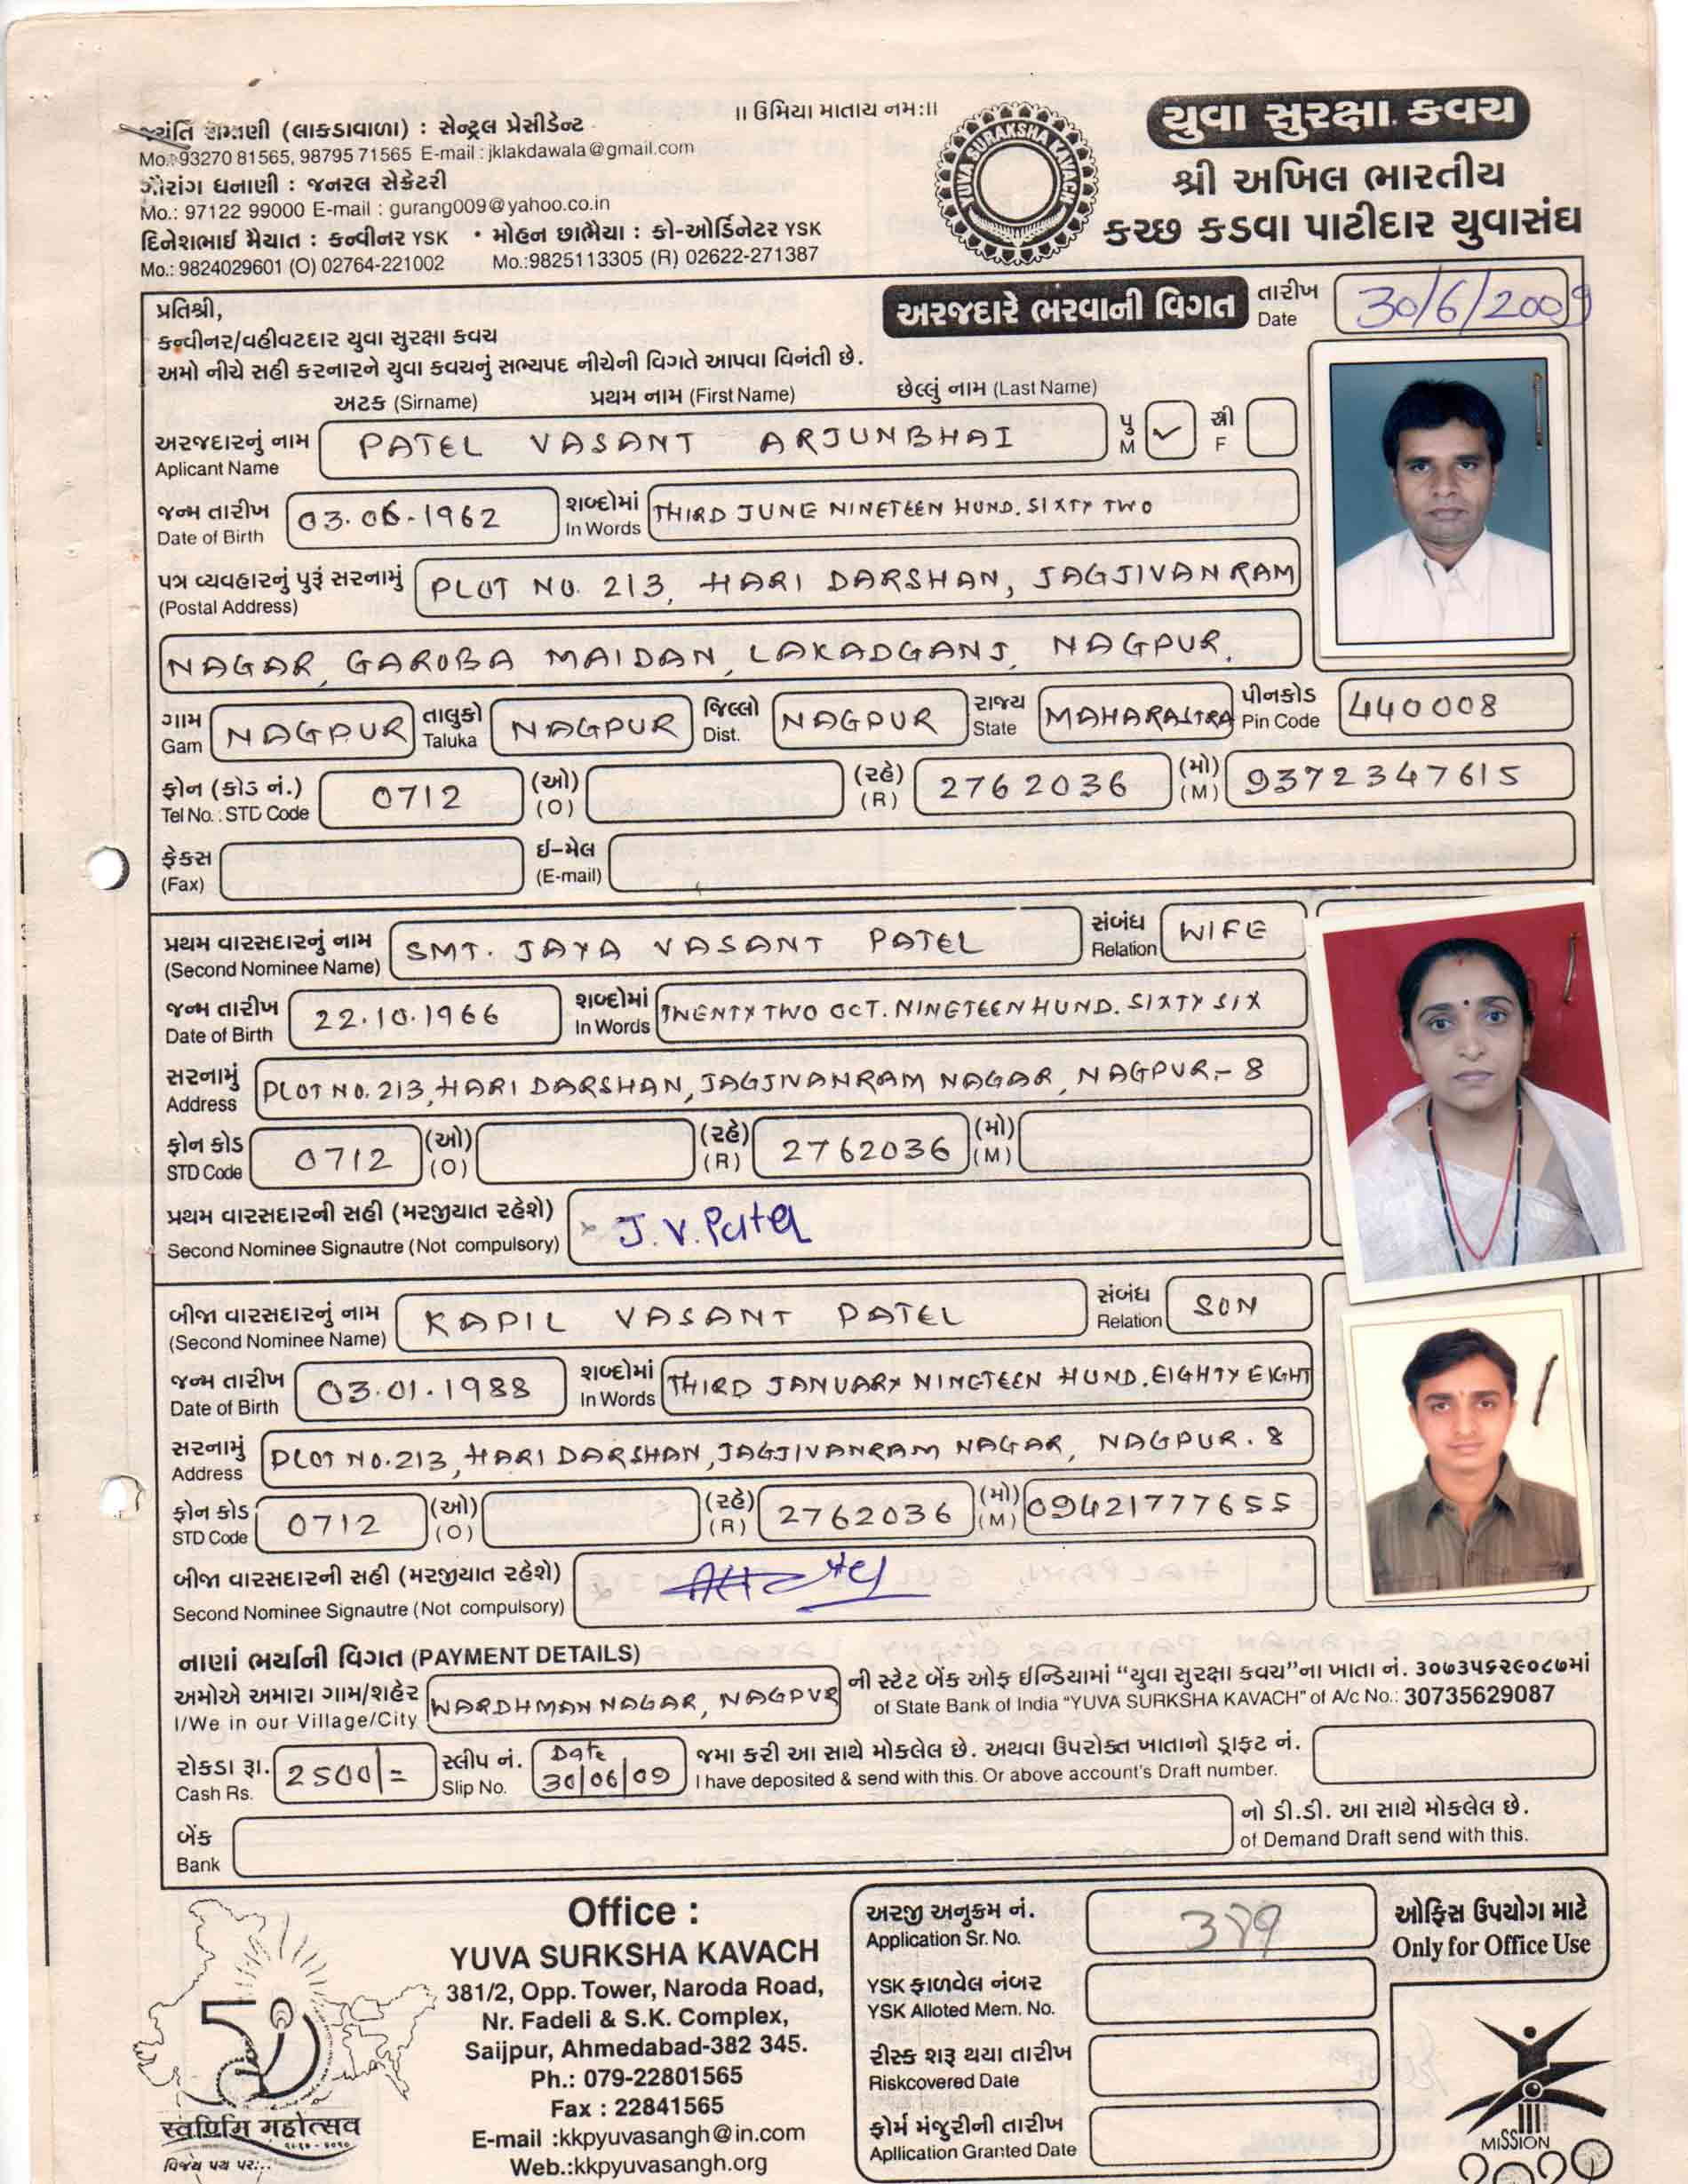 ॥ ઉમિયા માતાય નમઃ॥
યુવા સુરક્ષા કવચ
શ્રી અખિલ ભારતીય
કચ્છ કડવા પાટીદાર યુવાસંઘ
YUVA SURAKSHA KAVACH
(લાકડાવાળા) : સેન્ટ્રલ પ્રેસીડેન્ટ
Mo.: 93270 81565, 98795 71565 E-mail : jklakdawala@gmail.com
ગૌરાંગ ધનાણી : જનરલ સેક્રેટરી
Mo.: 97122 99000 E-mail : gurang009@yahoo.co.in
દિનેશભાઈ મૈયાત : કન્વીનર YSK • મોહન છાભૈયા : કો-ઓર્ડિનેટર YSK
Mo.: 9824029601 (O) 02764-221002 Mo.:9825113305 (R) 02622-271387
પ્રતિશ્રી,
અરજદારે ભરવાની વિગત તારીખ Date 30/6/2009
કન્વીનર/વહીવટદાર યુવા સુરક્ષા કવચ
અમો નીચે સહી કરનારને યુવા કવચનું સભ્યપદ નીચેની વિગતે આપવા વિનંતી છે.
અટક (Sirname) પ્રથમ નામ (First Name) છેલ્લું નામ (Last Name)
અરજદારનું નામ PATEL VASANT ARJUNBHAI પુ સ્ત્રી
Aplicant Name M ✓ F
જન્મ તારીખ 03.06-1962 શબ્દોમાં THIRD JUNE NINETEEN HUND. SIXTY TWO
Date of Birth In Words
પત્ર વ્યવહારનું પુરૂં સરનામું PLOT NO. 213, HARI DARSHAN, JAGJIVAN RAM
(Postal Address)
NAGAR, GAROBA MAIDAN, LAKADGANJ, NAGPUR.
ગામ NAGPUR તાલુકો NAGPUR જિલ્લો NAGPUR રાજ્ય MAHARASTRA પીનકોડ 440008
Gam Taluka Dist. State Pin Code
ફોન (કોડ નં.) 0712 (ઓ) (રહે) 2762036 (મો) 9372347615
Tel No. : STD Code (O) (R) (M)
ફેકસ ઈ-મેલ
(Fax) (E-mail)
પ્રથમ વારસદારનું નામ SMT. JAYA VASANT PATEL સંબંધ WIFE
(Second Nominee Name) Relation
જન્મ તારીખ 22.10.1966 શબ્દોમાં TWENTY TWO OCT. NINETEEN HUND. SIXTY SIX
Date of Birth In Words
સરનામું PLOT NO. 213, HARI DARSHAN, JAGJIVANRAM NAGAR, NAGPUR-8
Address
ફોન કોડ 0712 (ઓ) (રહે) 2762036 (મો)
STD Code (O) (R) (M)
પ્રથમ વારસદારની સહી (મરજીયાત રહેશે) J.V.Patel
Second Nominee Signautre (Not compulsory)
બીજા વારસદારનું નામ KAPIL VASANT PATEL સંબંધ SON
(Second Nominee Name) Relation
જન્મ તારીખ 03.01.1988 શબ્દોમાં THIRD JANUARY NINETEEN HUND. EIGHTY EIGHT
Date of Birth In Words
સરનામું PLOT NO.213, HARI DARSHAN, JAGJIVANRAM NAGAR, NAGPUR. 8
Address
ફોન કોડ 0712 (ઓ) (રહે) 2762036 (મો) 09421777655
STD Code (O) (R) (M)
બીજા વારસદારની સહી (મરજીયાત રહેશે)
Second Nominee Signautre (Not compulsory)
નાણાં ભર્યાની વિગત (PAYMENT DETAILS)
અમોએ અમારા ગામ/શહેર WARDHMAN NAGAR, NAGPUR ની સ્ટેટ બેંક ઓફ ઈન્ડિયામાં “યુવા સુરક્ષા કવચ”ના ખાતા નં. ૩૦૭૩૫૬૨૯૦૮૭માં
I/We in our Village/City of State Bank of India “YUVA SURKSHA KAVACH” of A/c No.: 30735629087
રોકડા રૂા. 2500/= સ્લીપ નં. Date 30/06/09 જમા કરી આ સાથે મોકલેલ છે. અથવા ઉપરોક્ત ખાતાનો ડ્રાફ્ટ નં.
Cash Rs. Slip No. I have deposited & send with this. Or above account's Draft number.
બેંક નો ડી.ડી. આ સાથે મોકલેલ છે.
Bank of Demand Draft send with this.
Office :
YUVA SURKSHA KAVACH
381/2, Opp. Tower, Naroda Road,
Nr. Fadeli & S.K. Complex,
Saijpur, Ahmedabad-382 345.
Ph.: 079-22801565
Fax : 22841565
E-mail :kkpyuvasangh@in.com
Web.:kkpyuvasangh.org
स्वर्णिम महोत्सव
વિજય પથ પર...
અરજી અનુક્રમ નં.
Application Sr. No.
YSK ફાળવેલ નંબર
YSK Alloted Mem. No.
રીસ્ક શરૂ થયા તારીખ
Riskcovered Date
ફોર્મ મંજુરીની તારીખ
Apllication Granted Date
ઓફિસ ઉપયોગ માટે
Only for Office Use
MISSION
2020